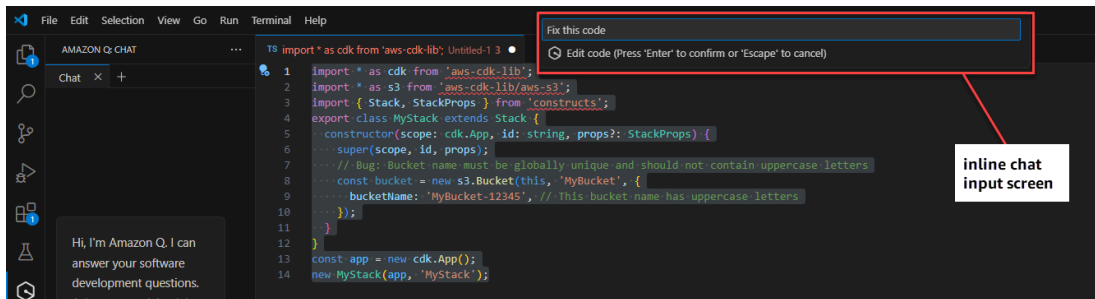 File Edit Selection View Go Run Terminal Help
Fix this code
Edit code (Press 'Enter' to confirm or 'Escape' to cancel)
AMAZON Q: CHAT ...
TS import * as cdk from 'aws-cdk-lib'; Untitled-1 3 ●
Chat × +
1 import * as cdk from 'aws-cdk-lib';
2 import * as s3 from 'aws-cdk-lib/aws-s3';
3 import { Stack, StackProps } from 'constructs';
4 export class MyStack extends Stack {
5 constructor(scope: cdk.App, id: string, props?: StackProps) {
6 super(scope, id, props);
7 // Bug: Bucket name must be globally unique and should not contain uppercase letters
8 const bucket = new s3.Bucket(this, 'MyBucket', {
9 bucketName: 'MyBucket-12345', // This bucket name has uppercase letters
10 });
11 }
12 }
13 const app = new cdk.App();
14 new MyStack(app, 'MyStack');
inline chat
input screen
1
1
Hi, I'm Amazon Q. I can
answer your software
development questions.